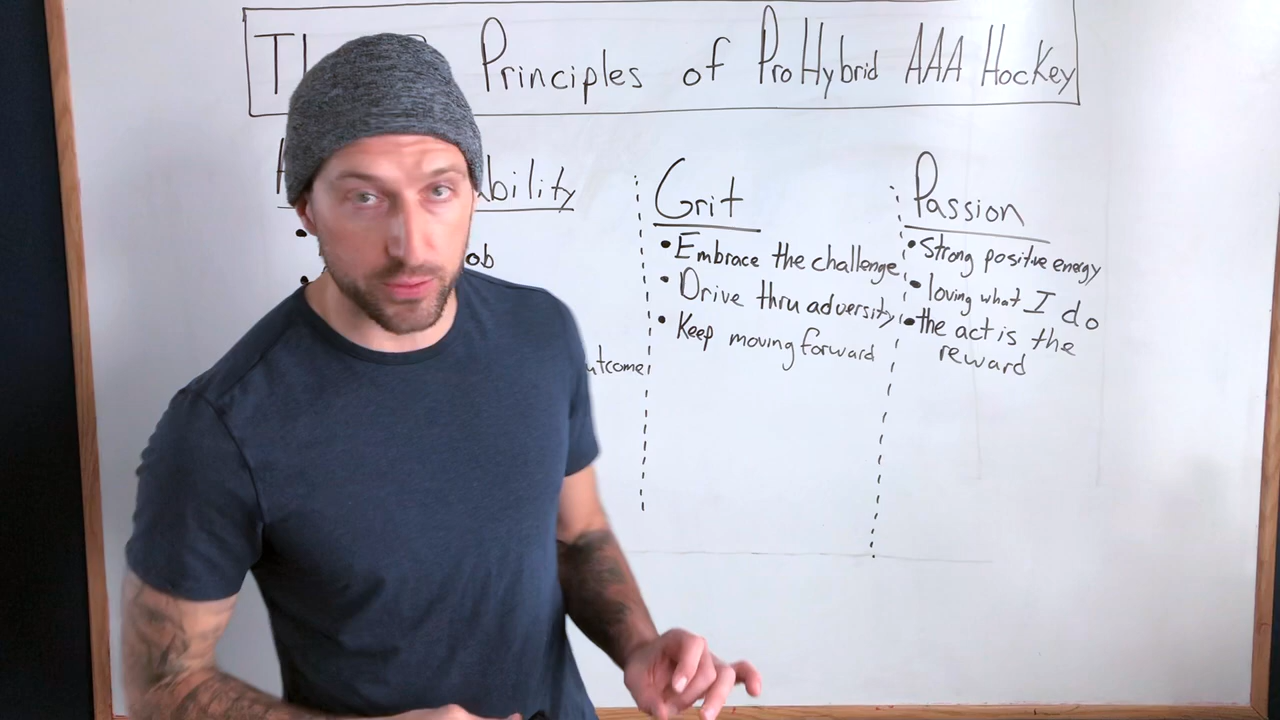 Principles of ProHybrid AAA Hockey
bility
ob
utcome
Grit
• Embrace the challenge
• Drive thru adversity
• Keep moving forward
Passion
• Strong positive energy
• loving what I do
• the act is the
reward